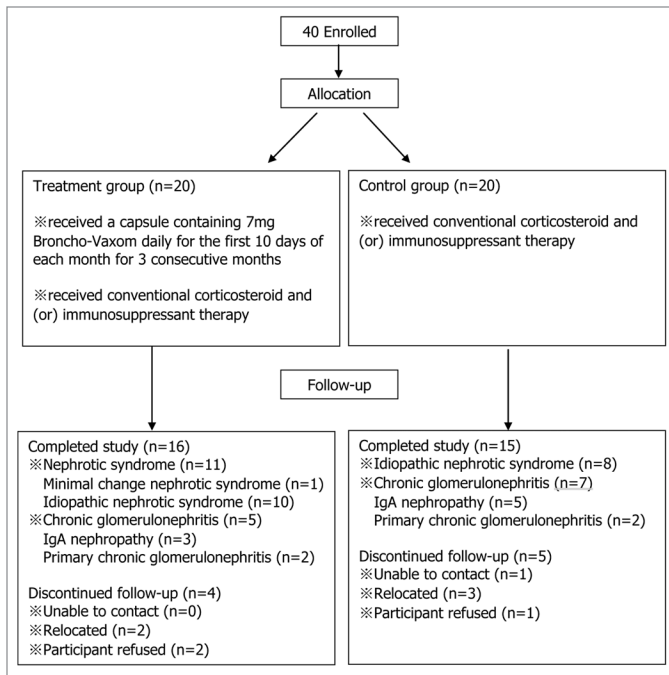 40 Enrolled
Allocation
Treatment group (n=20)
※received a capsule containing 7mg
Broncho-Vaxom daily for the first 10 days of
each month for 3 consecutive months
※received conventional corticosteroid and
(or) immunosuppressant therapy
Control group (n=20)
※received conventional corticosteroid and
(or) immunosuppressant therapy
Follow-up
Completed study (n=16)
※Nephrotic syndrome (n=11)
Minimal change nephrotic syndrome (n=1)
Idiopathic nephrotic syndrome (n=10)
※Chronic glomerulonephritis (n=5)
IgA nephropathy (n=3)
Primary chronic glomerulonephritis (n=2)
Discontinued follow-up (n=4)
※Unable to contact (n=0)
※Relocated (n=2)
※Participant refused (n=2)
Completed study (n=15)
※Idiopathic nephrotic syndrome (n=8)
※Chronic glomerulonephritis (n=7)
IgA nephropathy (n=5)
Primary chronic glomerulonephritis (n=2)
Discontinued follow-up (n=5)
※Unable to contact (n=1)
※Relocated (n=3)
※Participant refused (n=1)